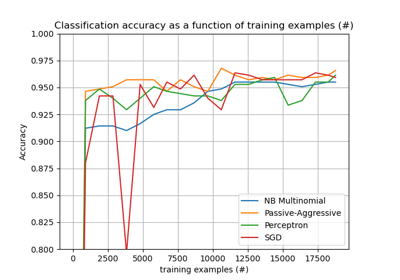 Classification accuracy as a function of training examples (#)
1.000
0.975
0.950
0.925
0.900
0.875
0.850
0.825
0.800
Accuracy
NB Multinomial
Passive-Aggressive
Perceptron
SGD
0 2500 5000 7500 10000 12500 15000 17500
training examples (#)